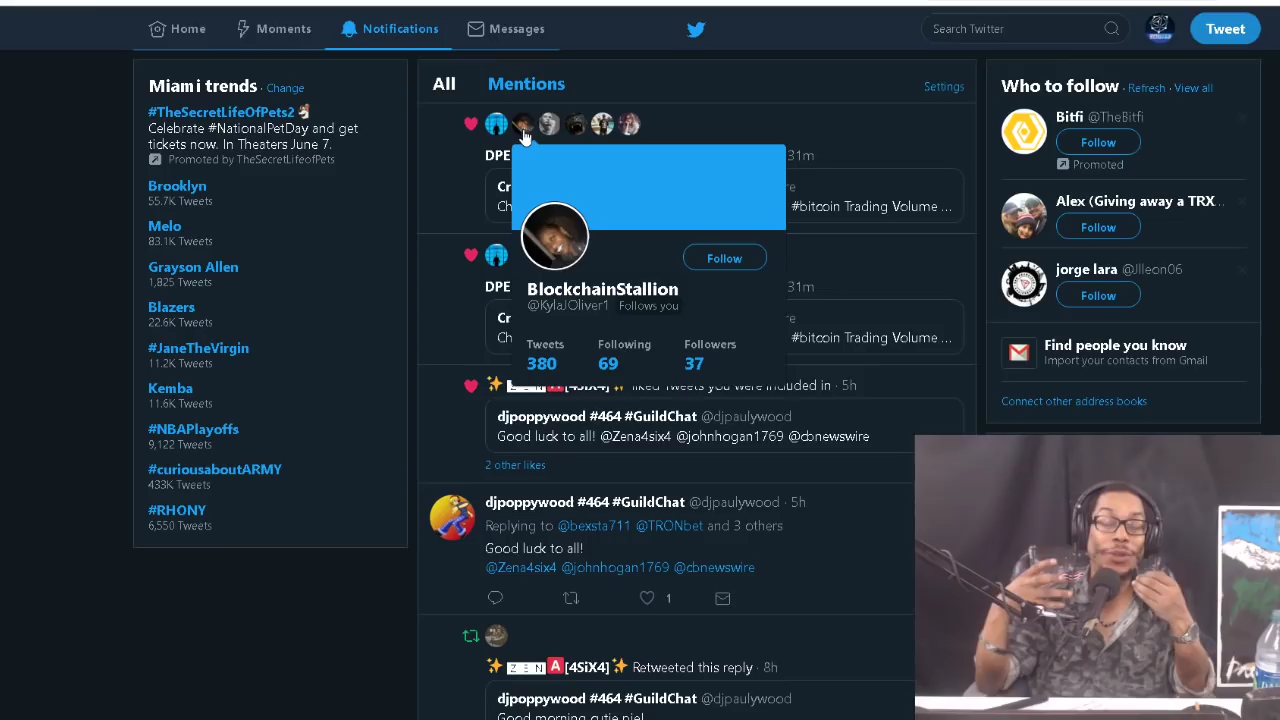 Home
Moments
Notifications
Messages
Search Twitter
Tweet
Miami trends · Change
#TheSecretLifeOfPets2
Celebrate #NationalPetDay and get
tickets now. In Theaters June 7.
Promoted by TheSecretLifeofPets
Brooklyn
55.7K Tweets
Melo
83.1K Tweets
Grayson Allen
1,825 Tweets
Blazers
22.6K Tweets
#JaneTheVirgin
11.2K Tweets
Kemba
11.6K Tweets
#NBAPlayoffs
9,122 Tweets
#curiousaboutARMY
433K Tweets
#RHONY
6,550 Tweets
All
Mentions
Settings
DPE
31m
Cr
re
Ch
#bitcoin Trading Volume ...
Follow
BlockchainStallion
@KylaJOliver1 Follows you
Tweets Following Followers
380 69 37
DPE
31m
Cr
re
Ch
#bitcoin Trading Volume ...
[4SiX4] liked Tweets you were included in · 5h
djpoppywood #464 #GuildChat @djpaulywood
Good luck to all! @Zena4six4 @johnhogan1769 @cbnewswire
2 other likes
djpoppywood #464 #GuildChat @djpaulywood · 5h
Replying to @bexsta711 @TRONbet and 3 others
Good luck to all!
@Zena4six4 @johnhogan1769 @cbnewswire
1
Z E N A [4SiX4] Retweeted this reply · 8h
djpoppywood #464 #GuildChat @djpaulywood
Good morning cutie pie!
Who to follow · Refresh · View all
Bitfi @TheBitfi
Follow
Promoted
Alex (Giving away a TRX...
Follow
jorge lara @Jlleon06
Follow
Find people you know
Import your contacts from Gmail
Connect other address books